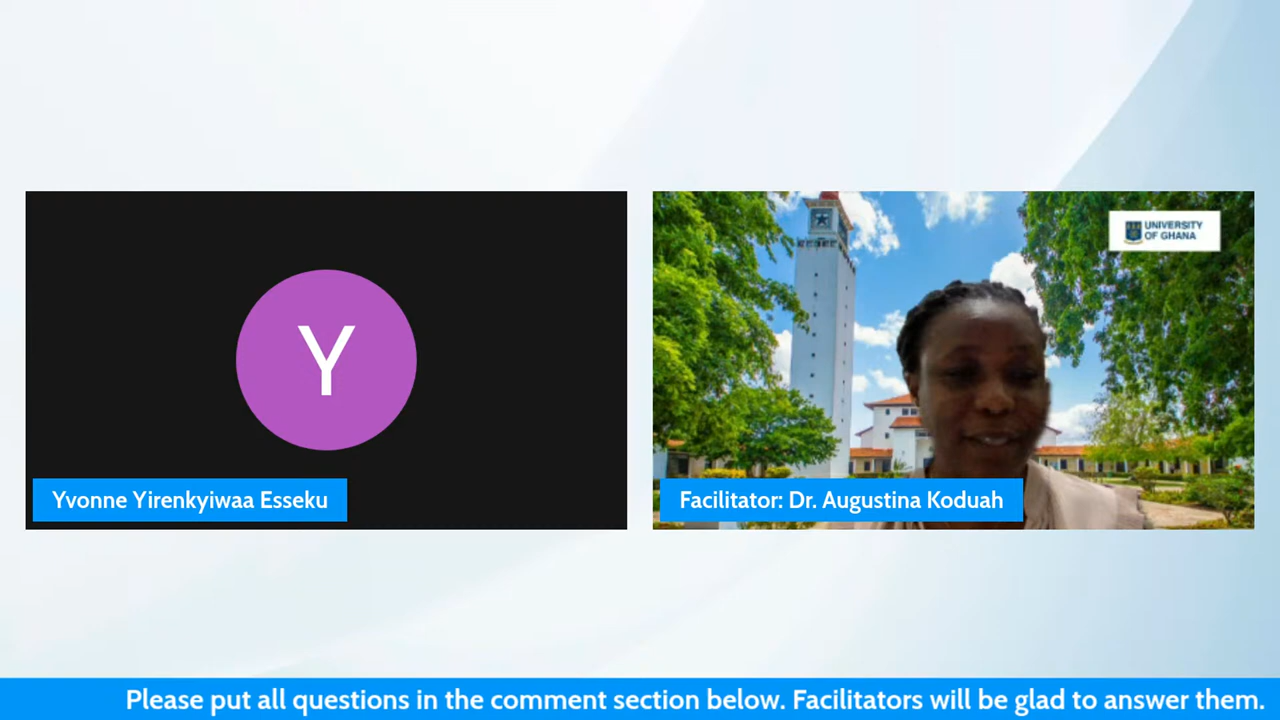 Y
Yvonne Yirenkyiwaa Esseku
UNIVERSITY
OF GHANA
Facilitator: Dr. Augustina Koduah
Please put all questions in the comment section below. Facilitators will be glad to answer them.